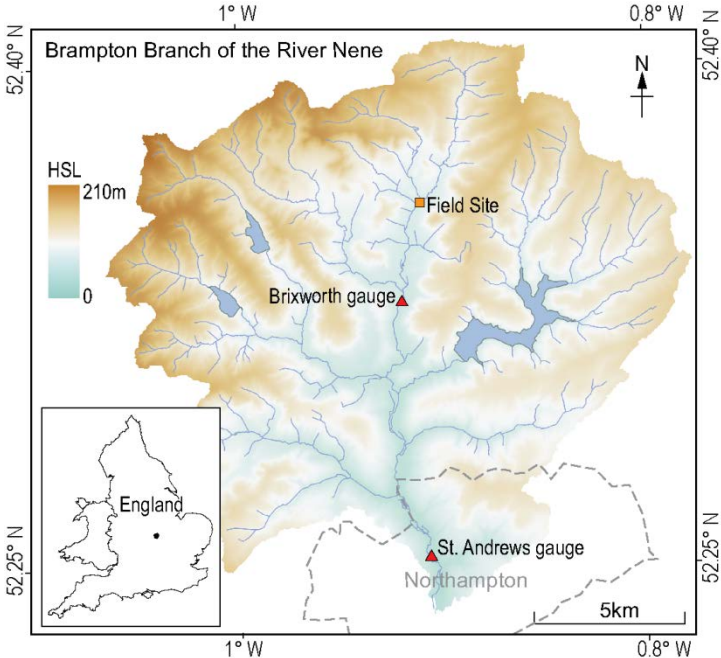 1° W
0.8° W
52.40° N
Brampton Branch of the River Nene
52.40° N
N
HSL
210m
0
Field Site
Brixworth gauge
England
St. Andrews gauge
Northampton
52.25° N
52.25° N
5km
1° W
0.8° W